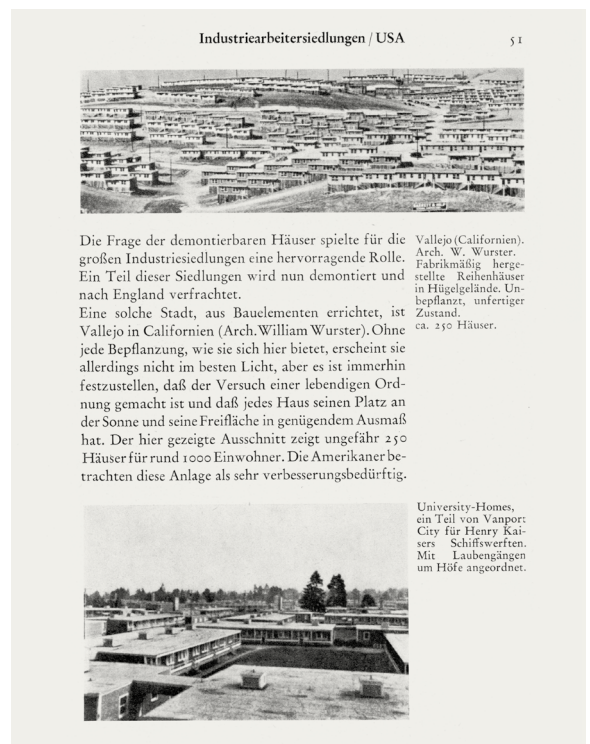 Industriearbeitersiedlungen / USA
51
Die Frage der demontierbaren Häuser spielte für die
großen Industriesiedlungen eine hervorragende Rolle.
Ein Teil dieser Siedlungen wird nun demontiert und
nach England verfrachtet.
Eine solche Stadt, aus Bauelementen errichtet, ist
Vallejo in Californien (Arch. William Wurster). Ohne
jede Bepflanzung, wie sie sich hier bietet, erscheint sie
allerdings nicht im besten Licht, aber es ist immerhin
festzustellen, daß der Versuch einer lebendigen Ord-
nung gemacht ist und daß jedes Haus seinen Platz an
der Sonne und seine Freifläche in genügendem Ausmaß
hat. Der hier gezeigte Ausschnitt zeigt ungefähr 250
Häuser für rund 1000 Einwohner. Die Amerikaner be-
trachten diese Anlage als sehr verbesserungsbedürftig.
Vallejo (Californien).
Arch. W. Wurster.
Fabrikmäßig herge-
stellte Reihenhäuser
in Hügelgelände. Un-
bepflanzt, unfertiger
Zustand.
ca. 250 Häuser.
University-Homes,
ein Teil von Vanport
City für Henry Kai-
sers Schiffswerften.
Mit Laubengängen
um Höfe angeordnet.